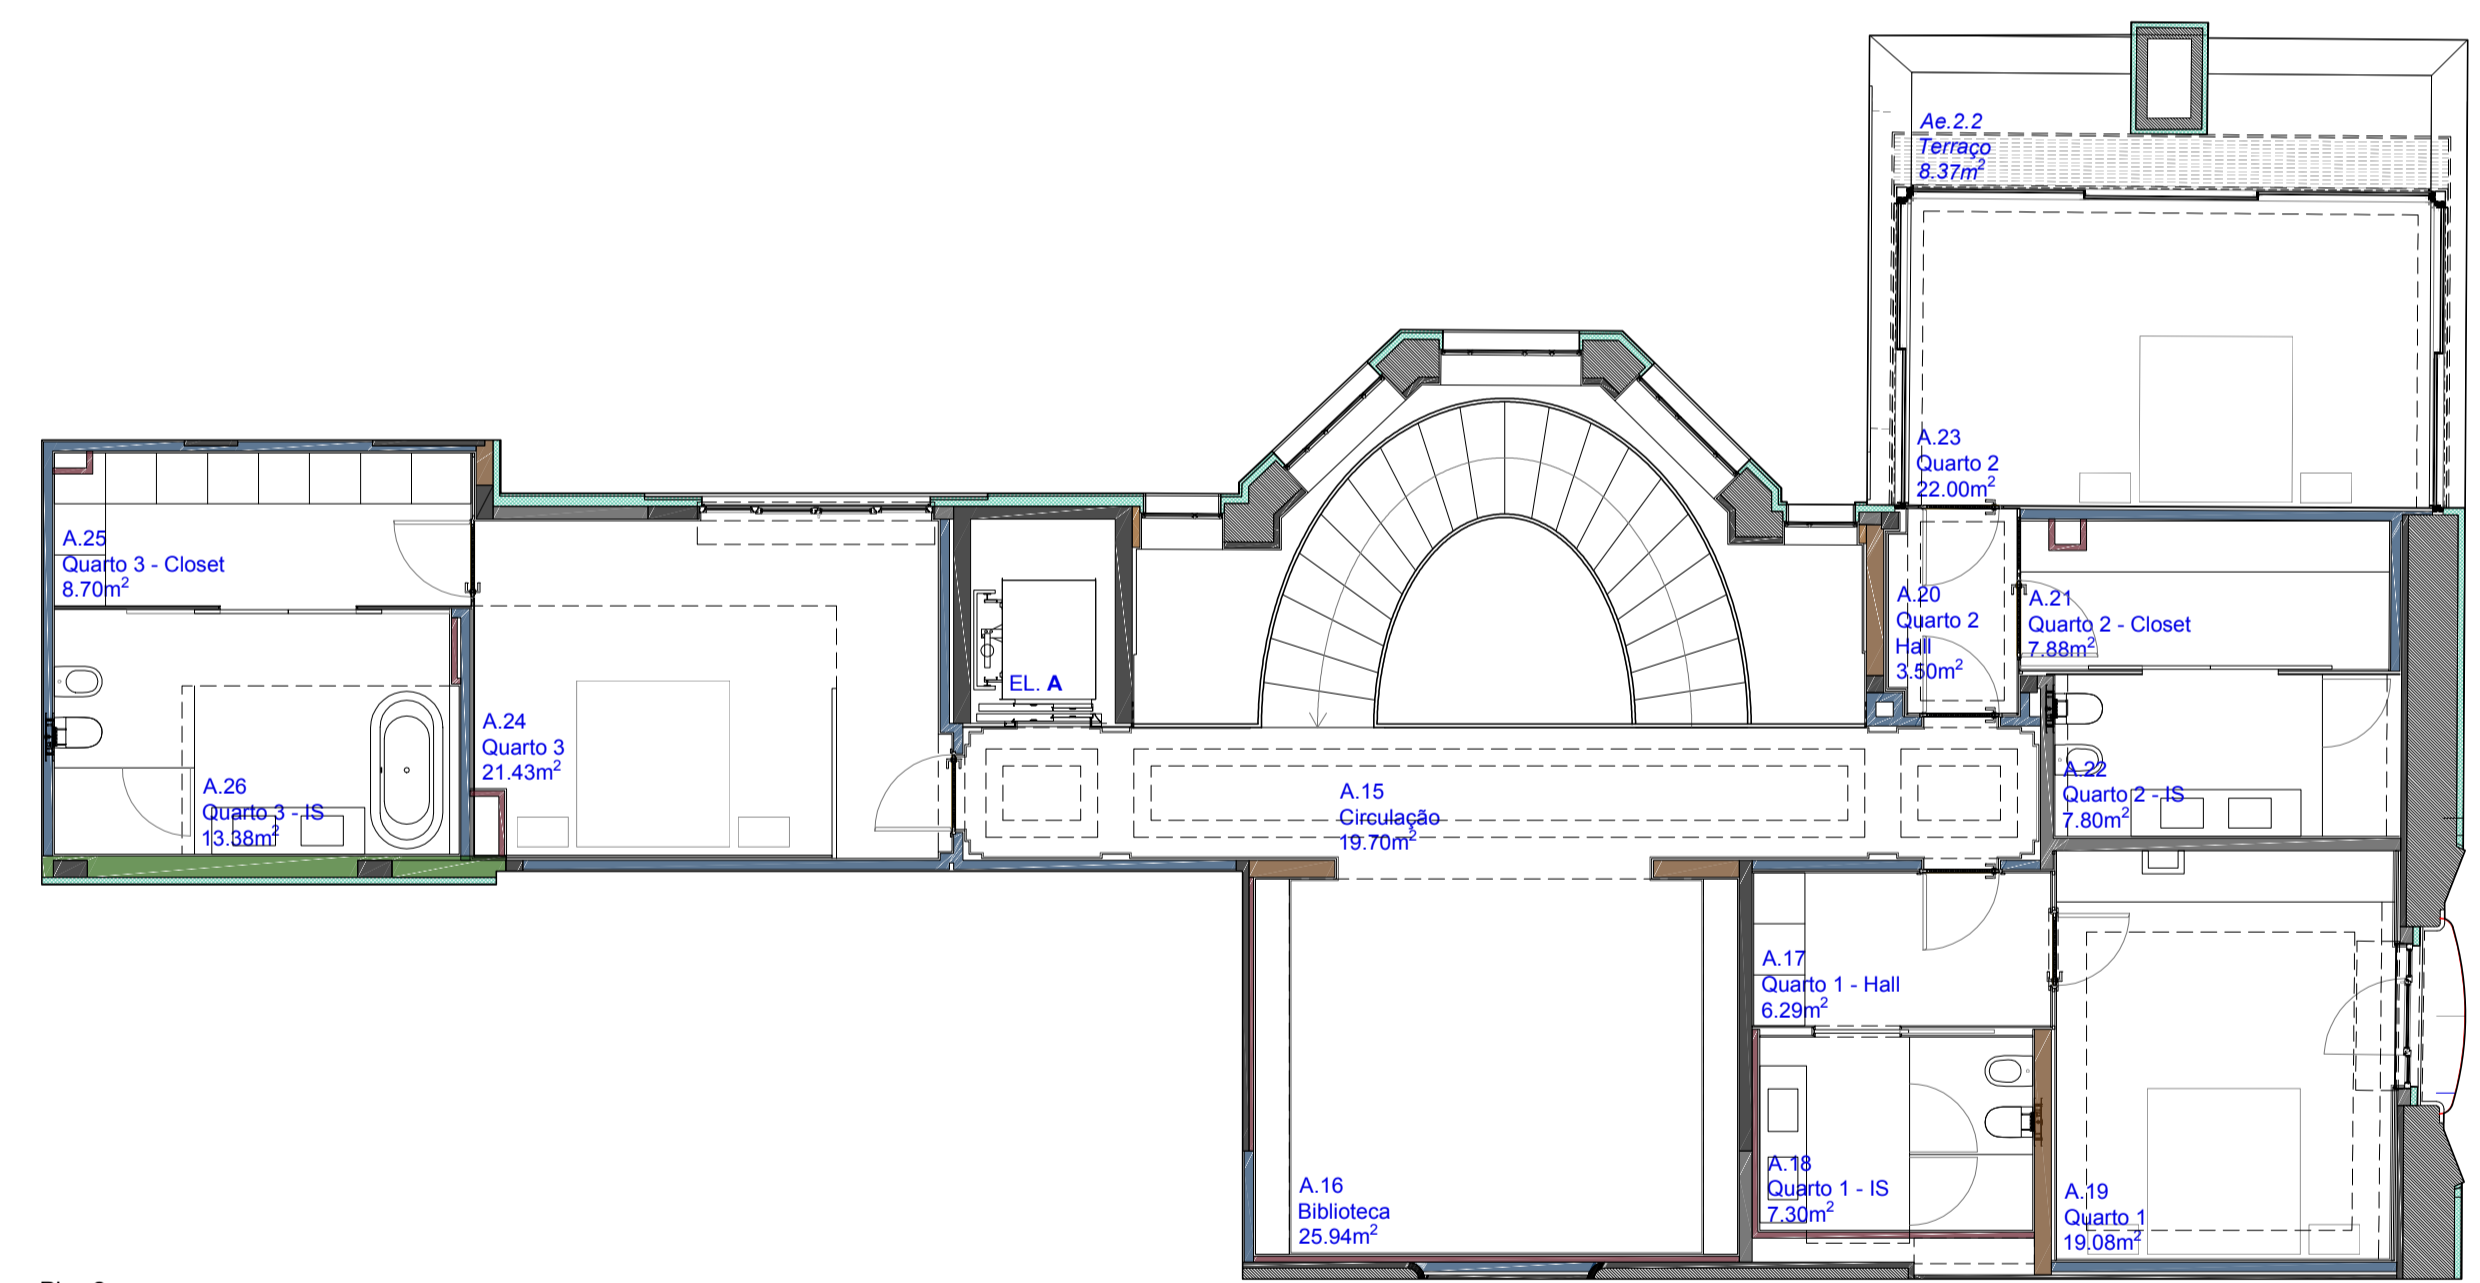 Ae.2.2
Terraço
8.37m²
A.23
Quarto 2
22.00m²
A.25
Quarto 3 - Closet
8.70m²
A.20
Quarto 2
Hall
3.50m²
A.21
Quarto 2 - Closet
7.88m²
EL. A
A.24
Quarto 3
21.43m²
A.26
Quarto 3 - IS
13.38m²
A.15
Circulação
19.70m²
A.22
Quarto 2 - IS
7.80m²
A.17
Quarto 1 - Hall
6.29m²
A.16
Biblioteca
25.94m²
A.18
Quarto 1 - IS
7.30m²
A.19
Quarto 1
19.08m²